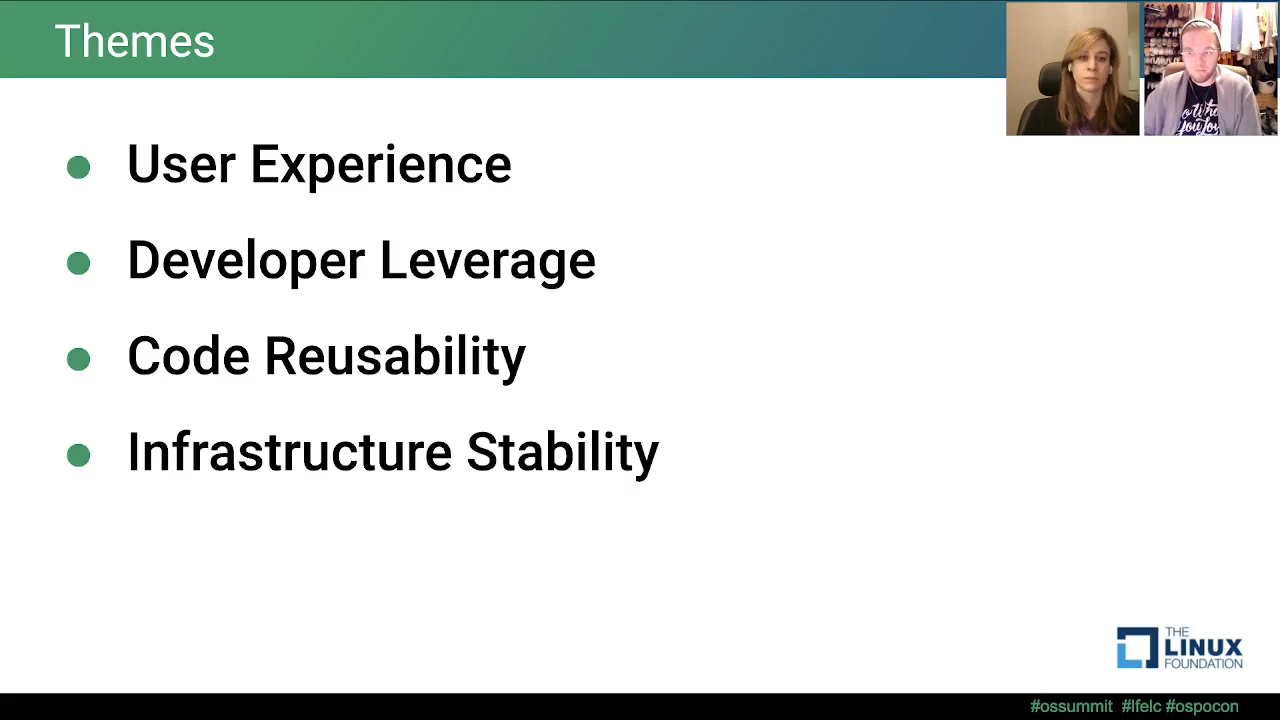 Themes
User Experience
Developer Leverage
Code Reusability
Infrastructure Stability
THE
LINUX
FOUNDATION
#ossummit #lfelc #ospocon